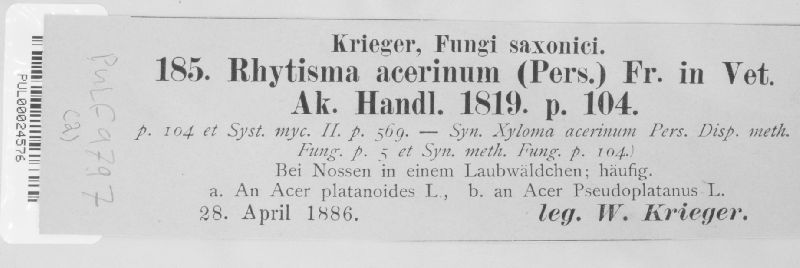 Krieger, Fungi saxonici.
185. Rhytisma acerinum (Pers.) Fr. in Vet.
Ak. Handl. 1819. p. 104.
p. 104 et Syst. myc. II. p. 569. — Syn. Xyloma acerinum Pers. Disp. meth.
Fung. p. 5 et Syn. meth. Fung. p. 104.)
Bei Nossen in einem Laubwäldchen; häufig.
a. An Acer platanoides L., b. an Acer Pseudoplatanus L.
28. April 1886. leg. W. Krieger.
PUL00024576
PULF9797
(a)